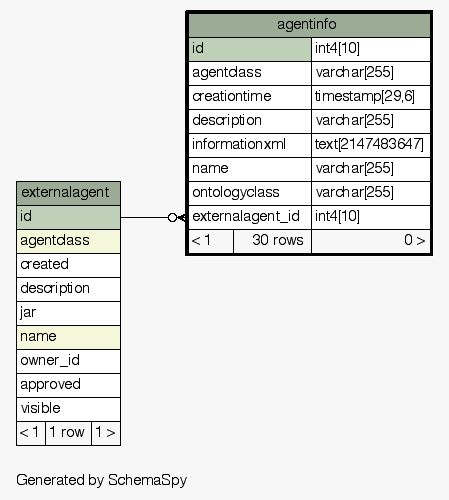 agentinfo
id int4[10]
agentclass varchar[255]
creationtime timestamp[29,6]
description varchar[255]
informationxml text[2147483647]
name varchar[255]
ontologyclass varchar[255]
externalagent_id int4[10]
< 1 30 rows 0 >
externalagent
id
agentclass
created
description
jar
name
owner_id
approved
visible
< 1 1 row 1 >
Generated by SchemaSpy